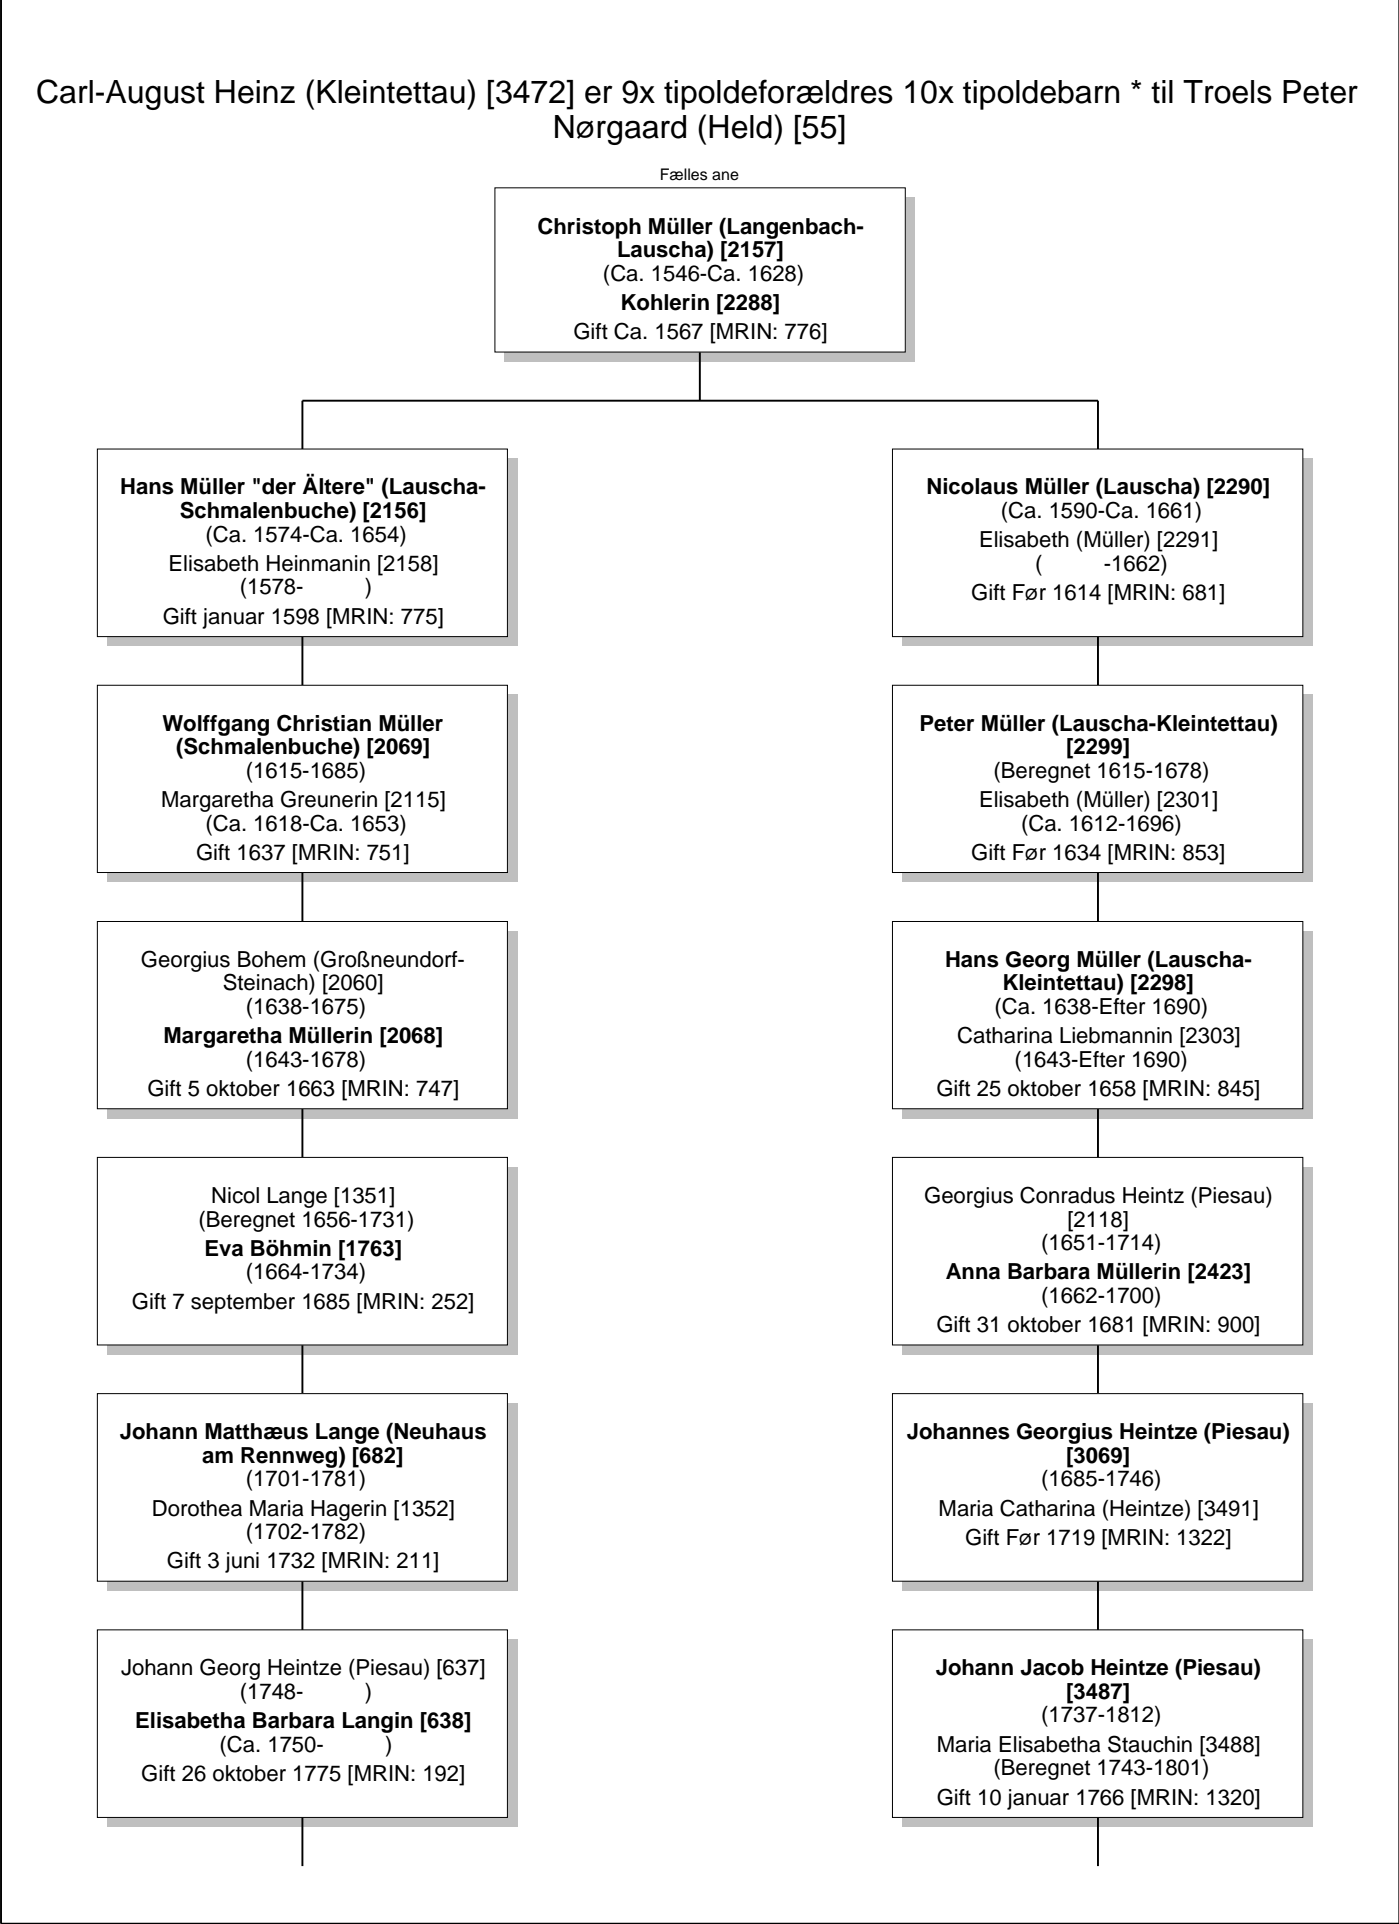 Carl-August Heinz (Kleintettau) [3472] er 9x tipoldeforældres 10x tipoldebarn * til Troels Peter
Nørgaard (Held) [55]
Fælles ane
Christoph Müller (Langenbach-
Lauscha) [2157]
(Ca. 1546-Ca. 1628)
Kohlerin [2288]
Gift Ca. 1567 [MRIN: 776]
Hans Müller "der Ältere" (Lauscha-
Schmalenbuche) [2156]
(Ca. 1574-Ca. 1654)
Elisabeth Heinmanin [2158]
(1578-          )
Gift januar 1598 [MRIN: 775]
Nicolaus Müller (Lauscha) [2290]
(Ca. 1590-Ca. 1661)
Elisabeth (Müller) [2291]
(          -1662)
Gift Før 1614 [MRIN: 681]
Wolffgang Christian Müller
(Schmalenbuche) [2069]
(1615-1685)
Margaretha Greunerin [2115]
(Ca. 1618-Ca. 1653)
Gift 1637 [MRIN: 751]
Peter Müller (Lauscha-Kleintettau)
[2299]
(Beregnet 1615-1678)
Elisabeth (Müller) [2301]
(Ca. 1612-1696)
Gift Før 1634 [MRIN: 853]
Georgius Bohem (Großneundorf-
Steinach) [2060]
(1638-1675)
Margaretha Müllerin [2068]
(1643-1678)
Gift 5 oktober 1663 [MRIN: 747]
Hans Georg Müller (Lauscha-
Kleintettau) [2298]
(Ca. 1638-Efter 1690)
Catharina Liebmannin [2303]
(1643-Efter 1690)
Gift 25 oktober 1658 [MRIN: 845]
Nicol Lange [1351]
(Beregnet 1656-1731)
Eva Böhmin [1763]
(1664-1734)
Gift 7 september 1685 [MRIN: 252]
Georgius Conradus Heintz (Piesau)
[2118]
(1651-1714)
Anna Barbara Müllerin [2423]
(1662-1700)
Gift 31 oktober 1681 [MRIN: 900]
Johann Matthæus Lange (Neuhaus
am Rennweg) [682]
(1701-1781)
Dorothea Maria Hagerin [1352]
(1702-1782)
Gift 3 juni 1732 [MRIN: 211]
Johannes Georgius Heintze (Piesau)
[3069]
(1685-1746)
Maria Catharina (Heintze) [3491]
Gift Før 1719 [MRIN: 1322]
Johann Georg Heintze (Piesau) [637]
(1748-          )
Elisabetha Barbara Langin [638]
(Ca. 1750-          )
Gift 26 oktober 1775 [MRIN: 192]
Johann Jacob Heintze (Piesau)
[3487]
(1737-1812)
Maria Elisabetha Stauchin [3488]
(Beregnet 1743-1801)
Gift 10 januar 1766 [MRIN: 1320]